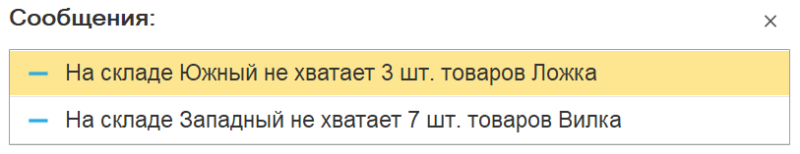 Сообщения:
На складе Южный не хватает 3 шт. товаров Ложка
На складе Западный не хватает 7 шт. товаров Вилка